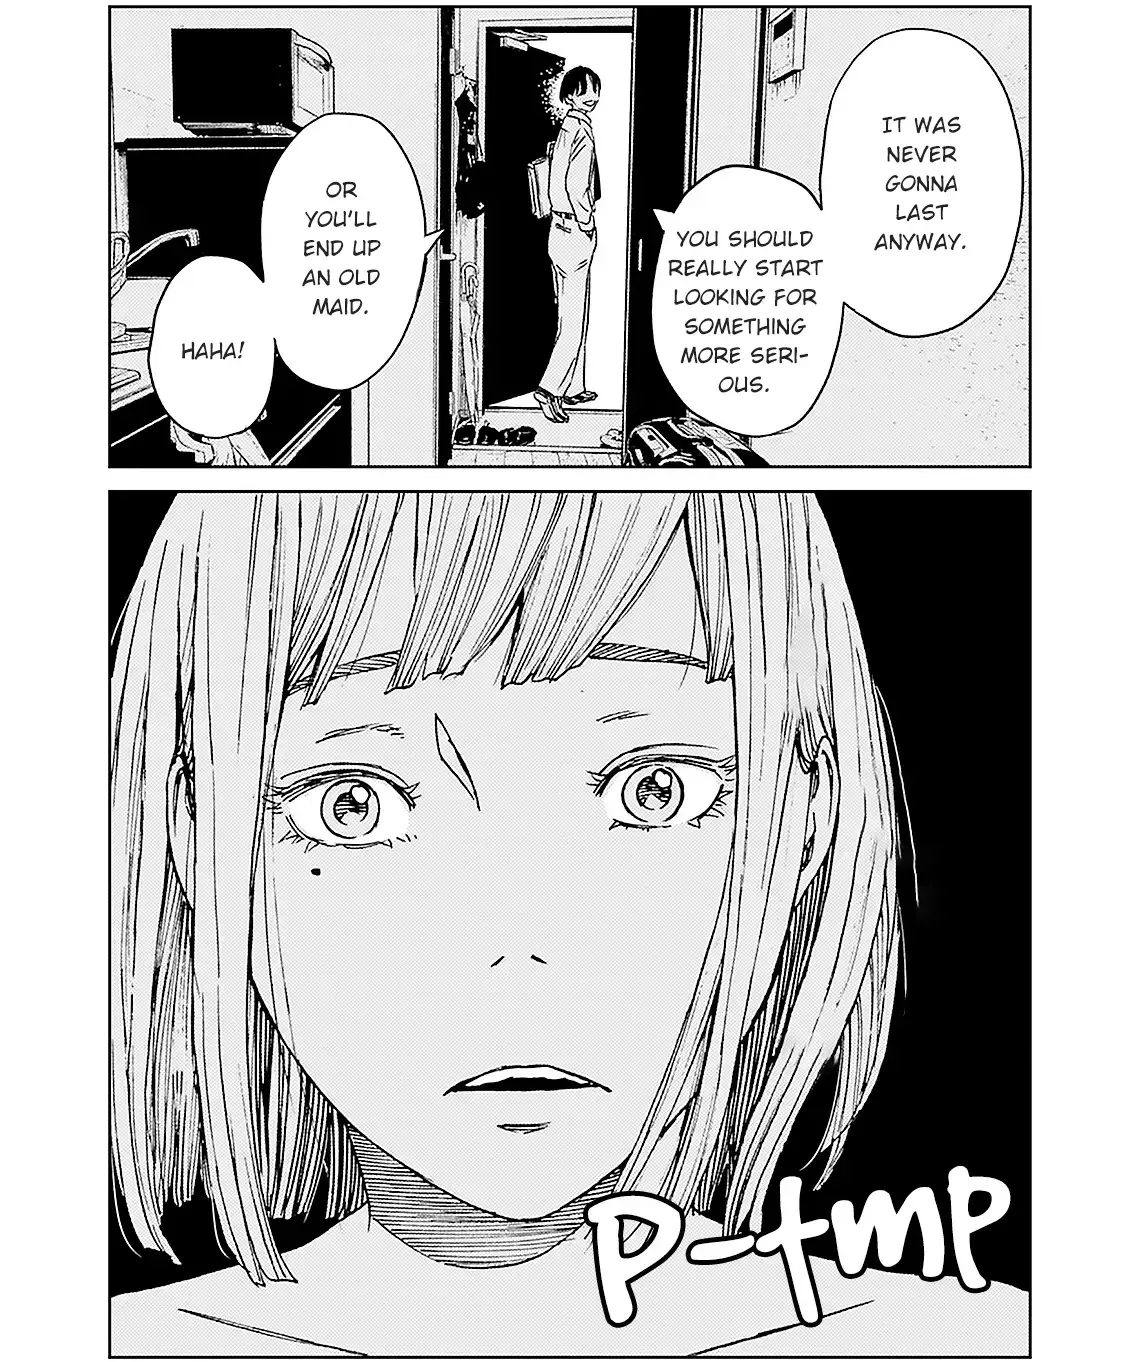 IT WAS
NEVER
GONNA
LAST
ANYWAY.
YOU SHOULD
REALLY START
LOOKING FOR
SOMETHING
MORE SERI-
OUS.
OR
YOU'LL
END UP
AN OLD
MAID.
HAHA!
P-TMP